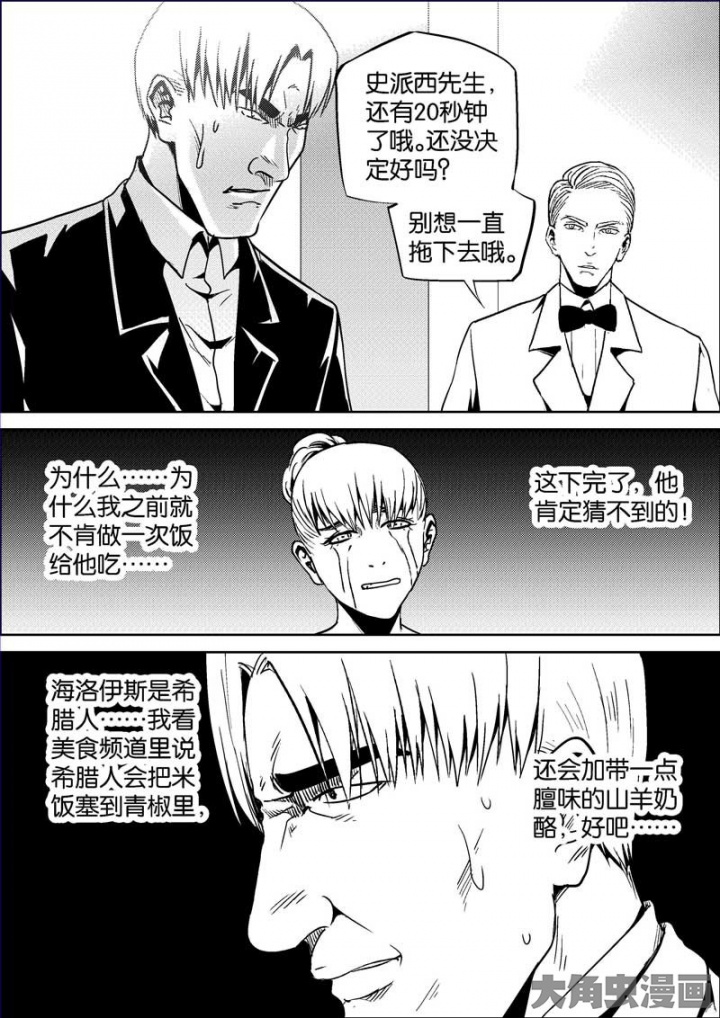 史派西先生，
还有20秒钟
了哦。还没决
定好吗？
别想一直
拖下去哦。
为什么……为
什么我之前就
不肯做一次饭
给他吃……
这下完了，他
肯定猜不到的！
海洛伊斯是希
腊人……我看
美食频道里说
希腊人会把米
饭塞到青椒里，
还会加带一点
膻味的山羊奶
酪，好吧……
大角虫漫画